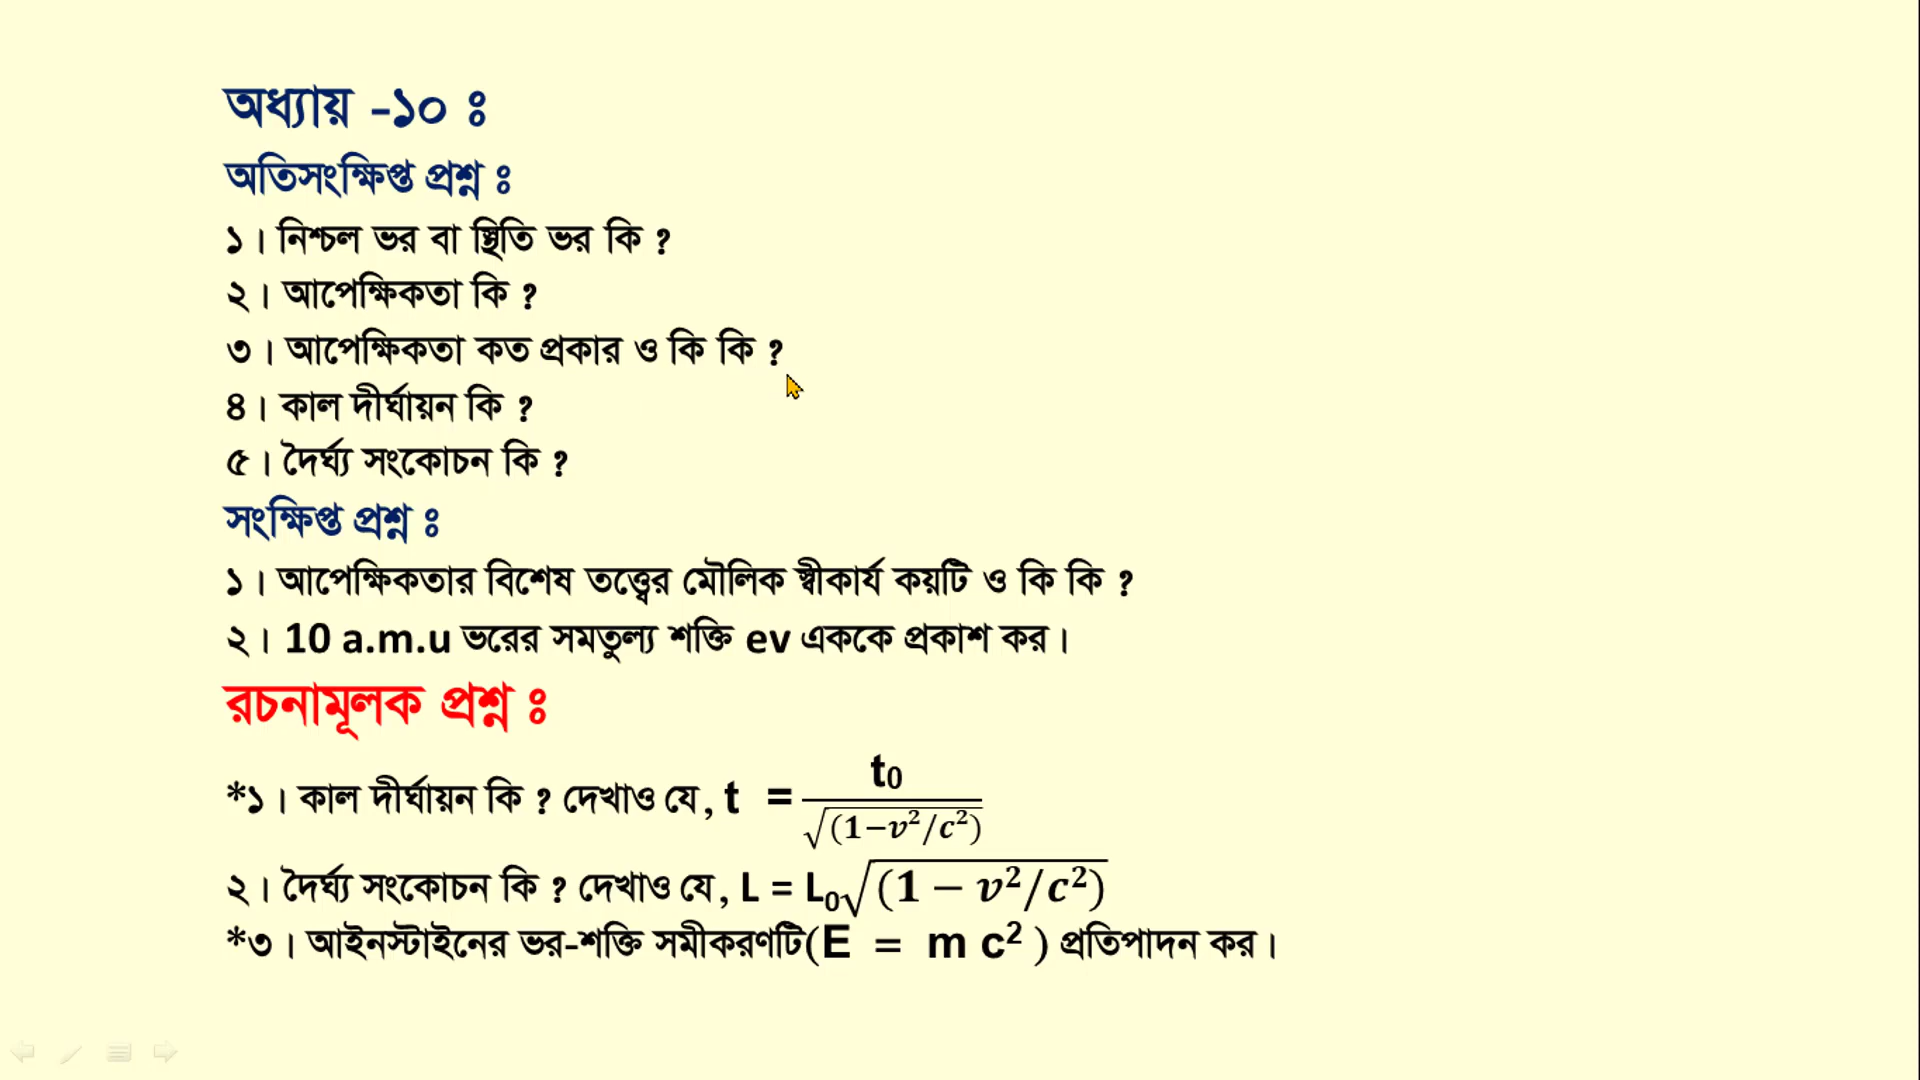 অধ্যায় -১০ ঃ
অতিসংক্ষিপ্ত প্রশ্ন ঃ
১। নিশ্চল ভর বা স্থিতি ভর কি ?
২। আপেক্ষিকতা কি ?
৩। আপেক্ষিকতা কত প্রকার ও কি কি ?
৪। কাল দীর্ঘায়ন কি ?
৫। দৈর্ঘ্য সংকোচন কি ?
সংক্ষিপ্ত প্রশ্ন ঃ
১। আপেক্ষিকতার বিশেষ তত্ত্বের মৌলিক স্বীকার্য কয়টি ও কি কি ?
২। 10 a.m.u ভরের সমতুল্য শক্তি ev এককে প্রকাশ কর।
রচনামূলক প্রশ্ন ঃ
*১। কাল দীর্ঘায়ন কি ? দেখাও যে, t = t₀/√(1−v²/c²)
২। দৈর্ঘ্য সংকোচন কি ? দেখাও যে, L = L₀√(1 − v²/c²)
*৩। আইনস্টাইনের ভর-শক্তি সমীকরণটি(E = m c² ) প্রতিপাদন কর।